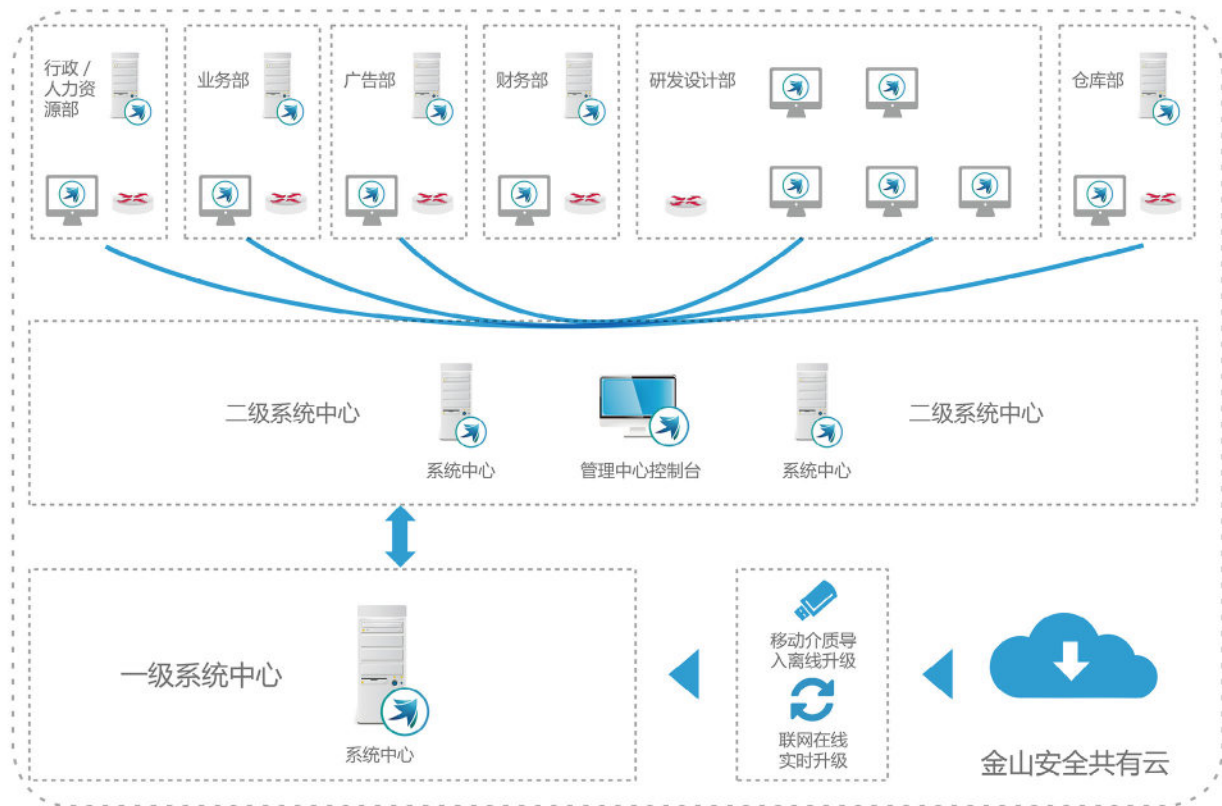 行政 /
人力资
源部
业务部
广告部
财务部
研发设计部
仓库部
二级系统中心
系统中心
管理中心控制台
系统中心
二级系统中心
一级系统中心
系统中心
移动介质导
入离线升级
联网在线
实时升级
金山安全共有云